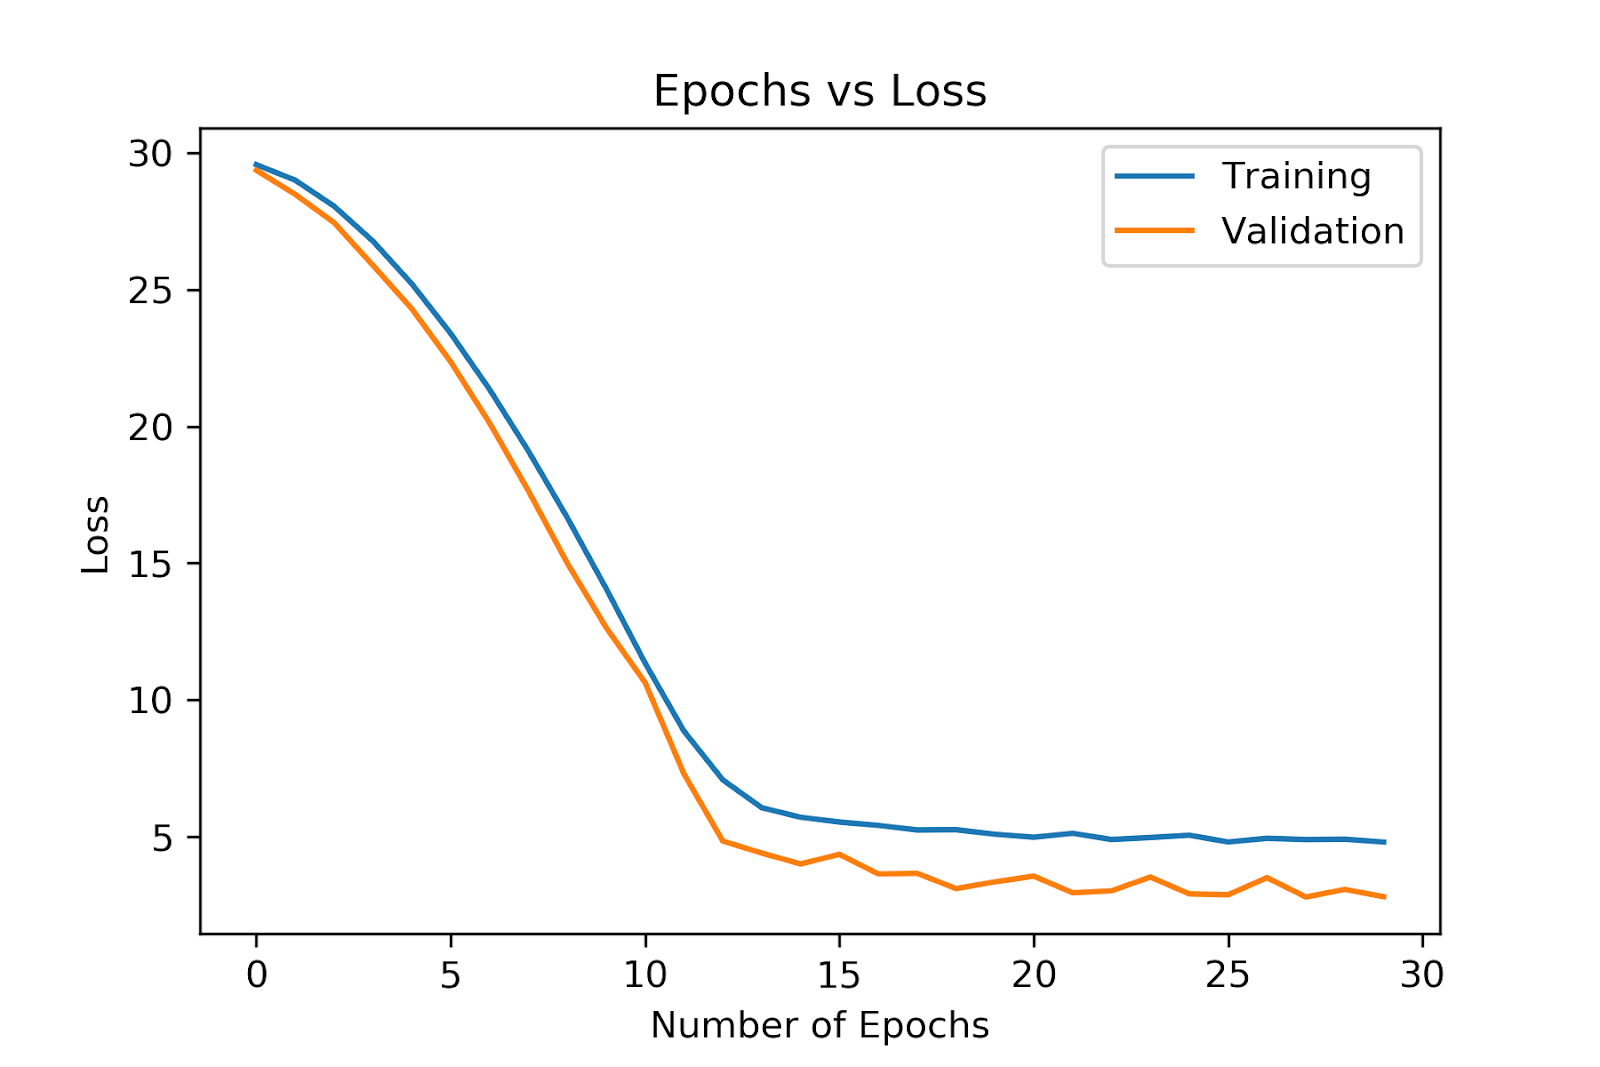 Epochs vs Loss
Training
Validation
30
25
20
15
10
5
Loss
0 5 10 15 20 25 30
Number of Epochs